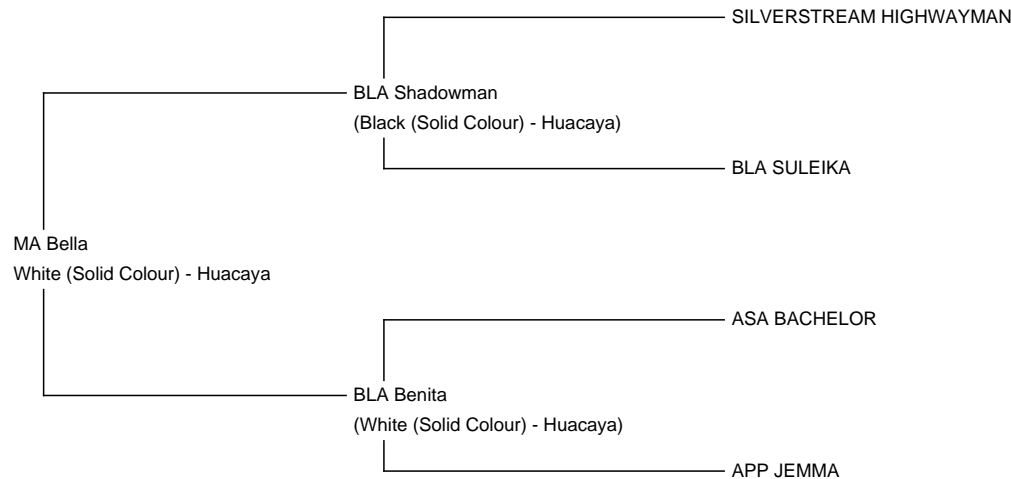 SILVERSTREAM HIGHWAYMAN
BLA Shadowman
(Black (Solid Colour) - Huacaya)
BLA SULEIKA
MA Bella
White (Solid Colour) - Huacaya
ASA BACHELOR
BLA Benita
(White (Solid Colour) - Huacaya)
APP JEMMA